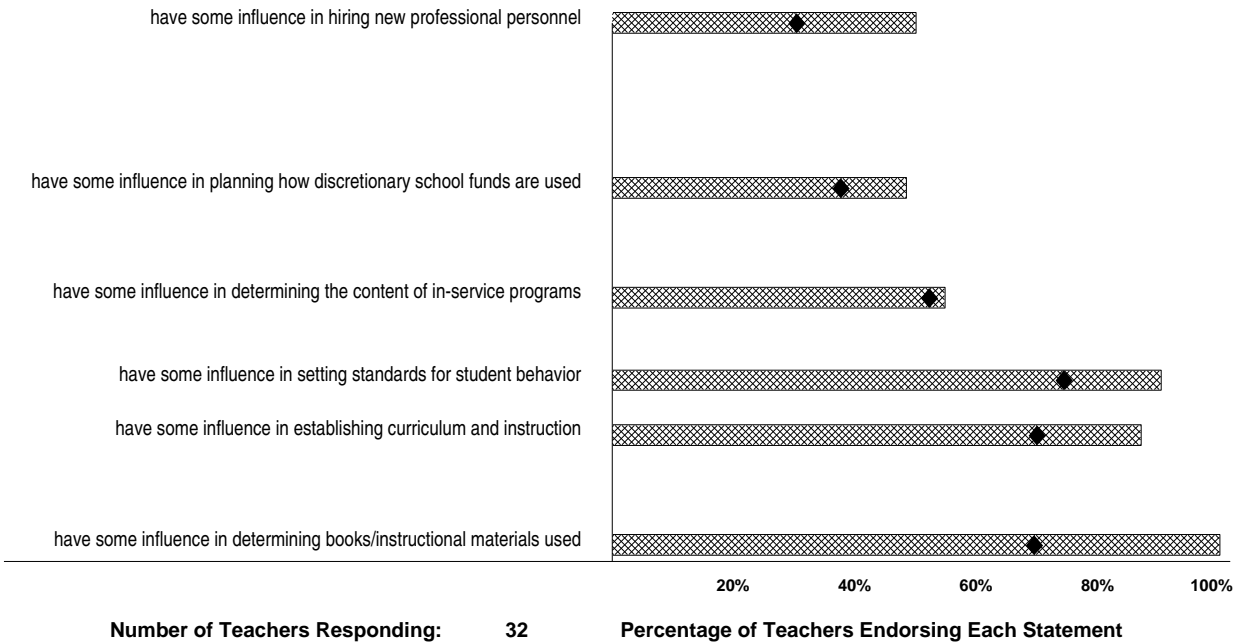 have some influence in hiring new professional personnel
have some influence in planning how discretionary school funds are used
have some influence in determining the content of in-service programs
have some influence in setting standards for student behavior
have some influence in establishing curriculum and instruction
have some influence in determining books/instructional materials used
20% 40% 60% 80% 100%
Number of Teachers Responding: 32 Percentage of Teachers Endorsing Each Statement